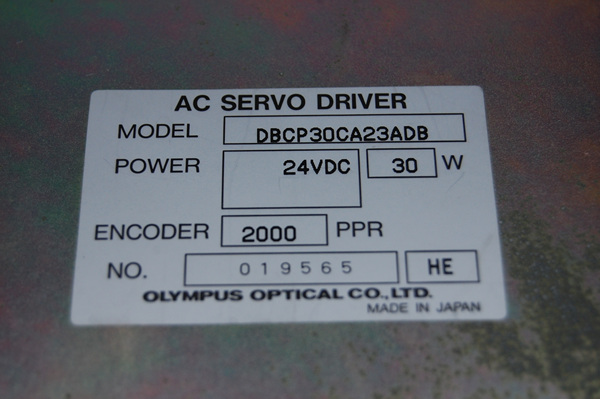 AC SERVO DRIVER
MODEL DBCP30CA23ADB
POWER 24VDC 30 W
ENCODER 2000 PPR
NO. 019565 HE
OLYMPUS OPTICAL CO.,LTD.
MADE IN JAPAN